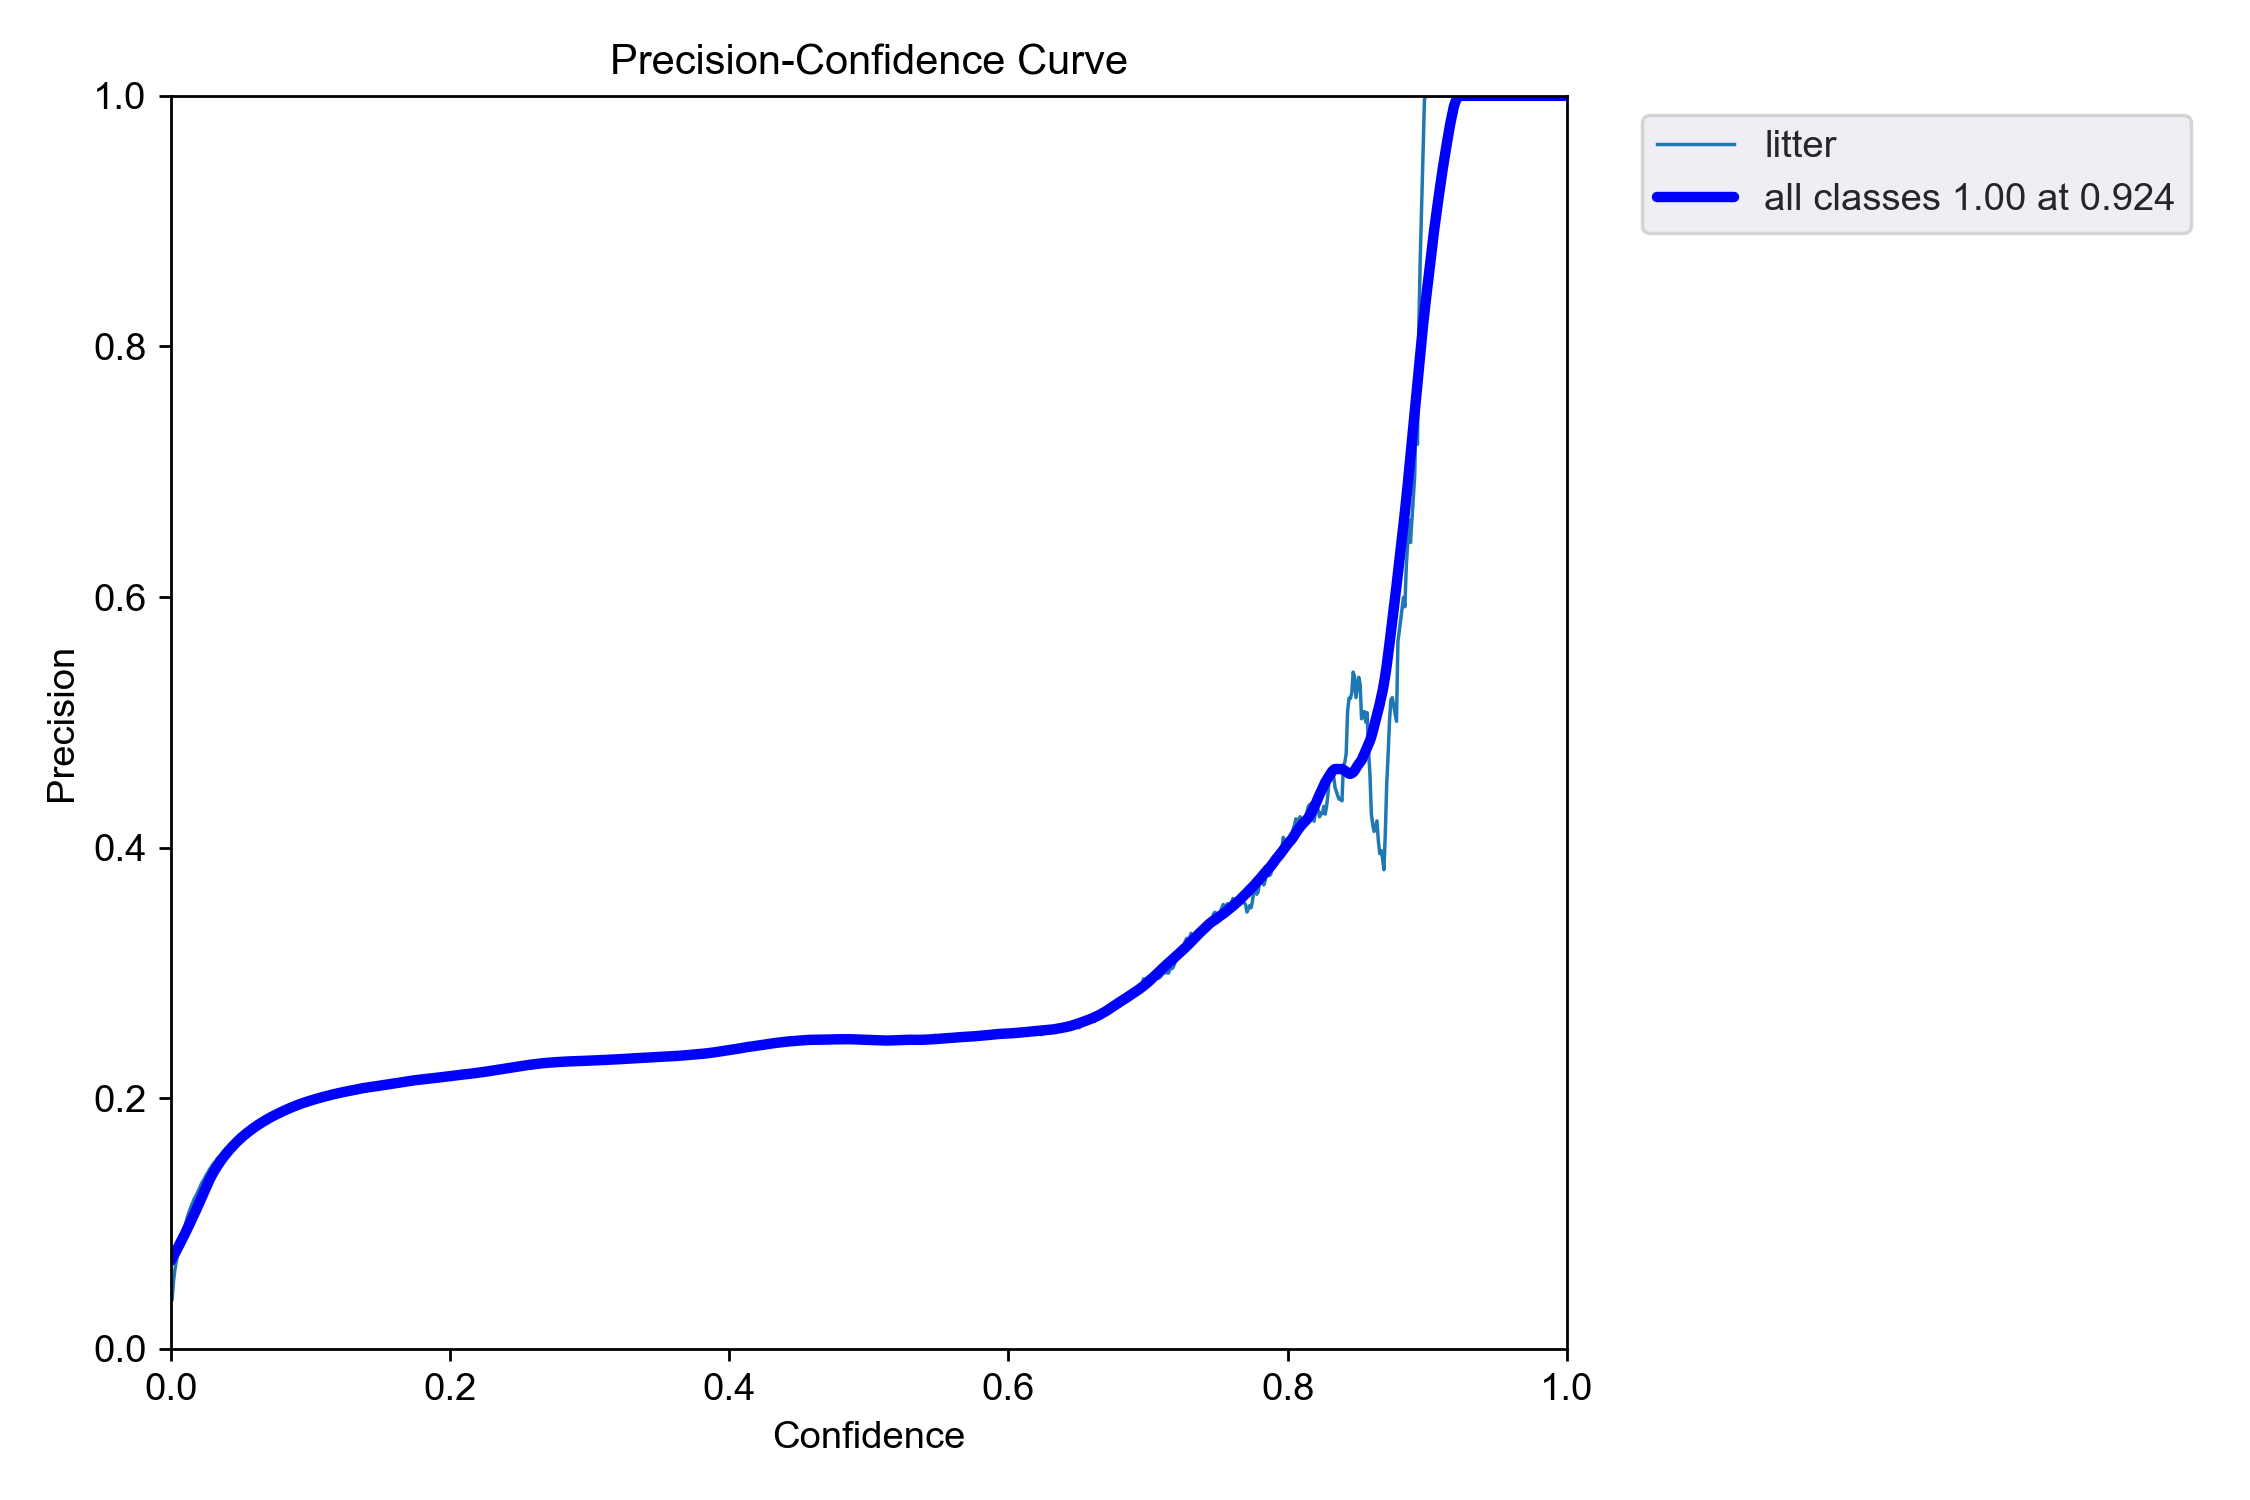 Precision-Confidence Curve
1.0
0.8
0.6
0.4
0.2
0.0
Precision
0.0 0.2 0.4 0.6 0.8 1.0
Confidence
litter
all classes 1.00 at 0.924